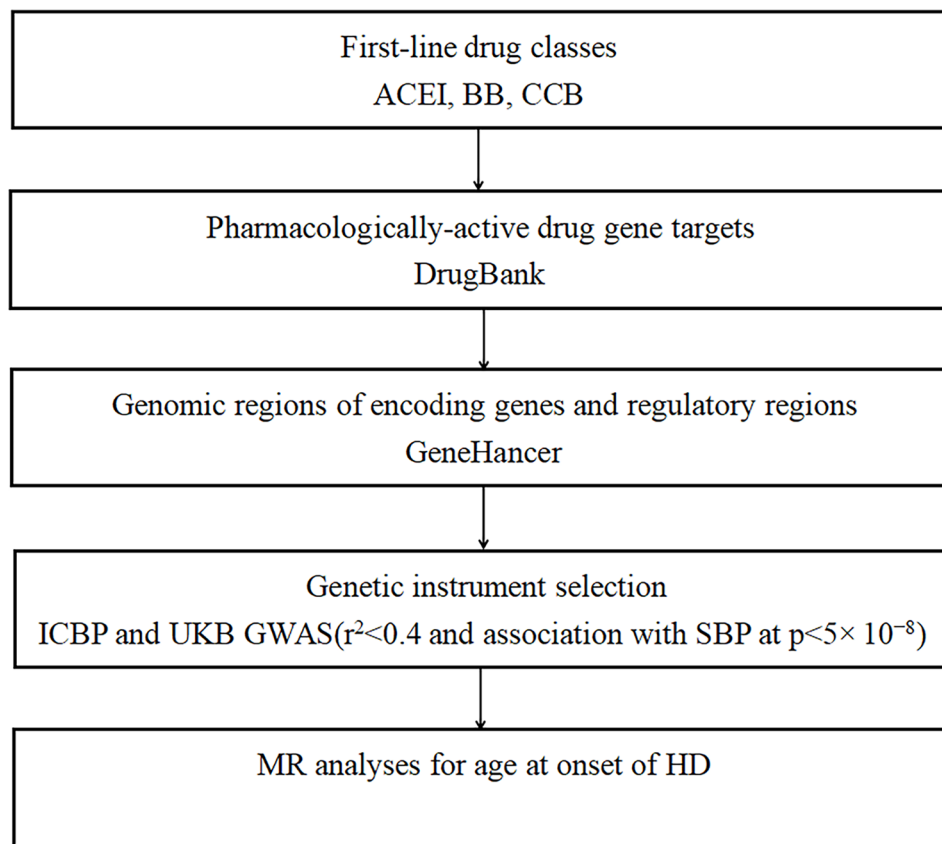 First-line drug classes
ACEI, BB, CCB
Pharmacologically-active drug gene targets
DrugBank
Genomic regions of encoding genes and regulatory regions
GeneHancer
Genetic instrument selection
ICBP and UKB GWAS(r²<0.4 and association with SBP at p<5× 10⁻⁸)
MR analyses for age at onset of HD